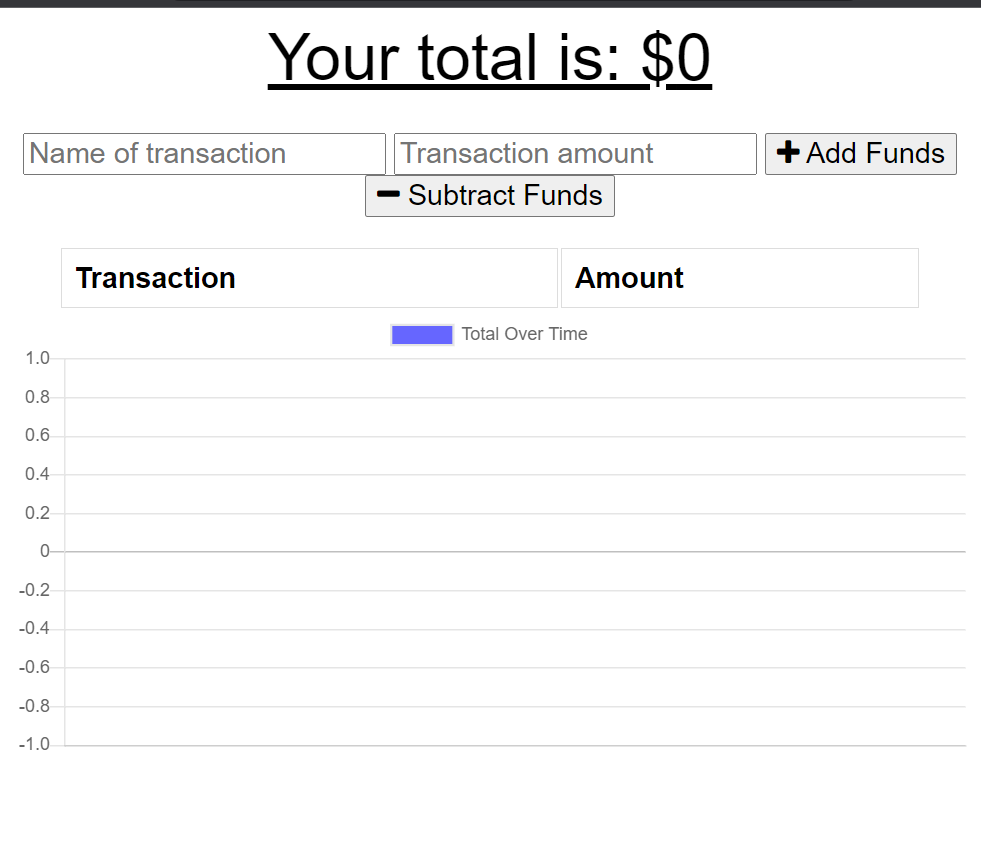 Your total is: $0
Name of transaction Transaction amount Add Funds
Subtract Funds
Transaction Amount
Total Over Time
1.0
0.8
0.6
0.4
0.2
0
-0.2
-0.4
-0.6
-0.8
-1.0